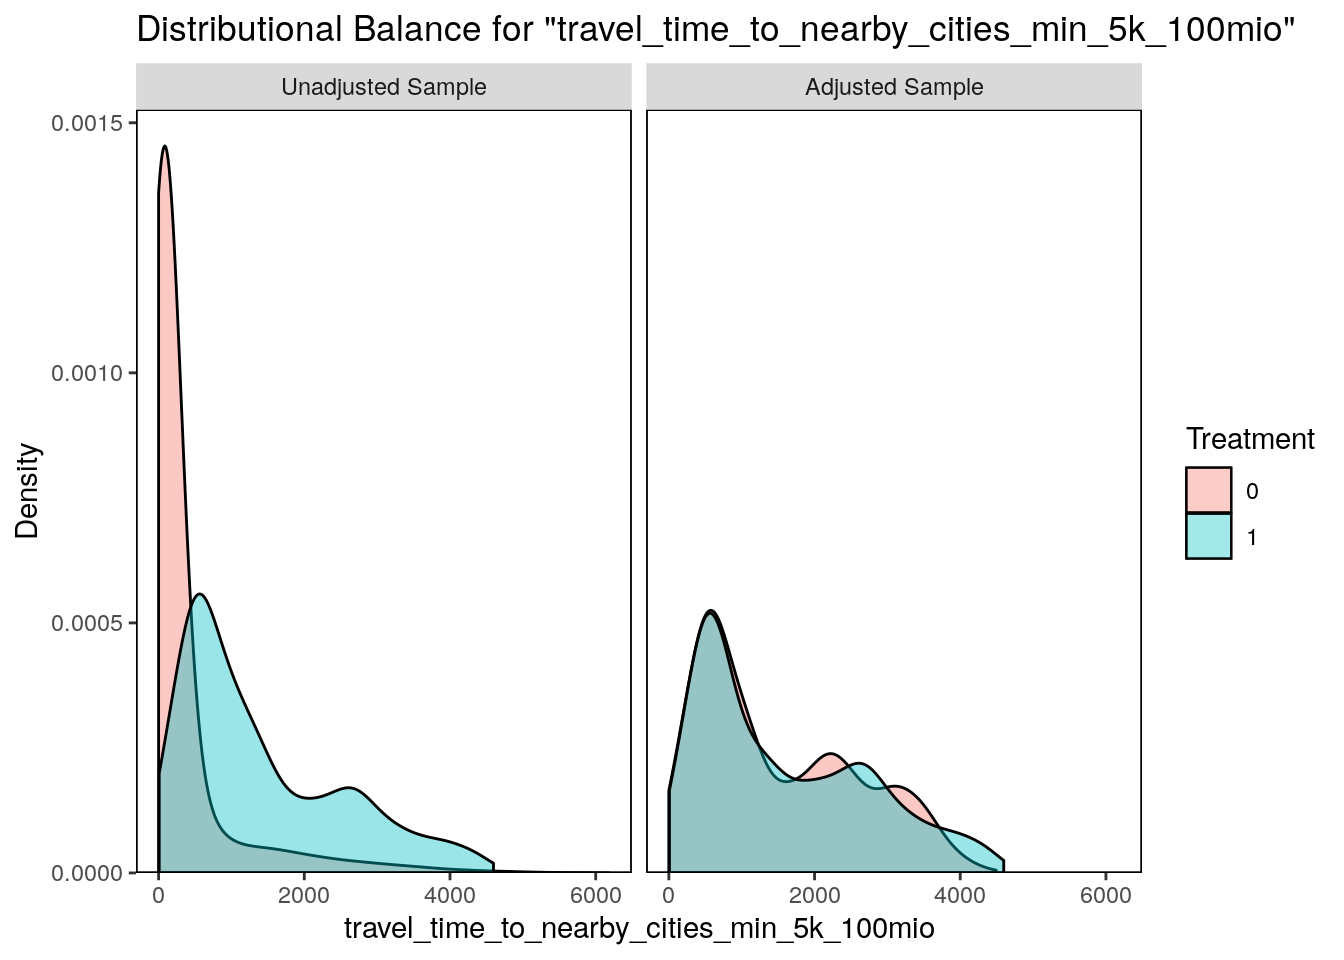 Distributional Balance for "travel_time_to_nearby_cities_min_5k_100mio"
Unadjusted Sample
Adjusted Sample
0.0015
0.0010
0.0005
0.0000
Density
0
2000
4000
6000
0
2000
4000
6000
travel_time_to_nearby_cities_min_5k_100mio
Treatment
0
1